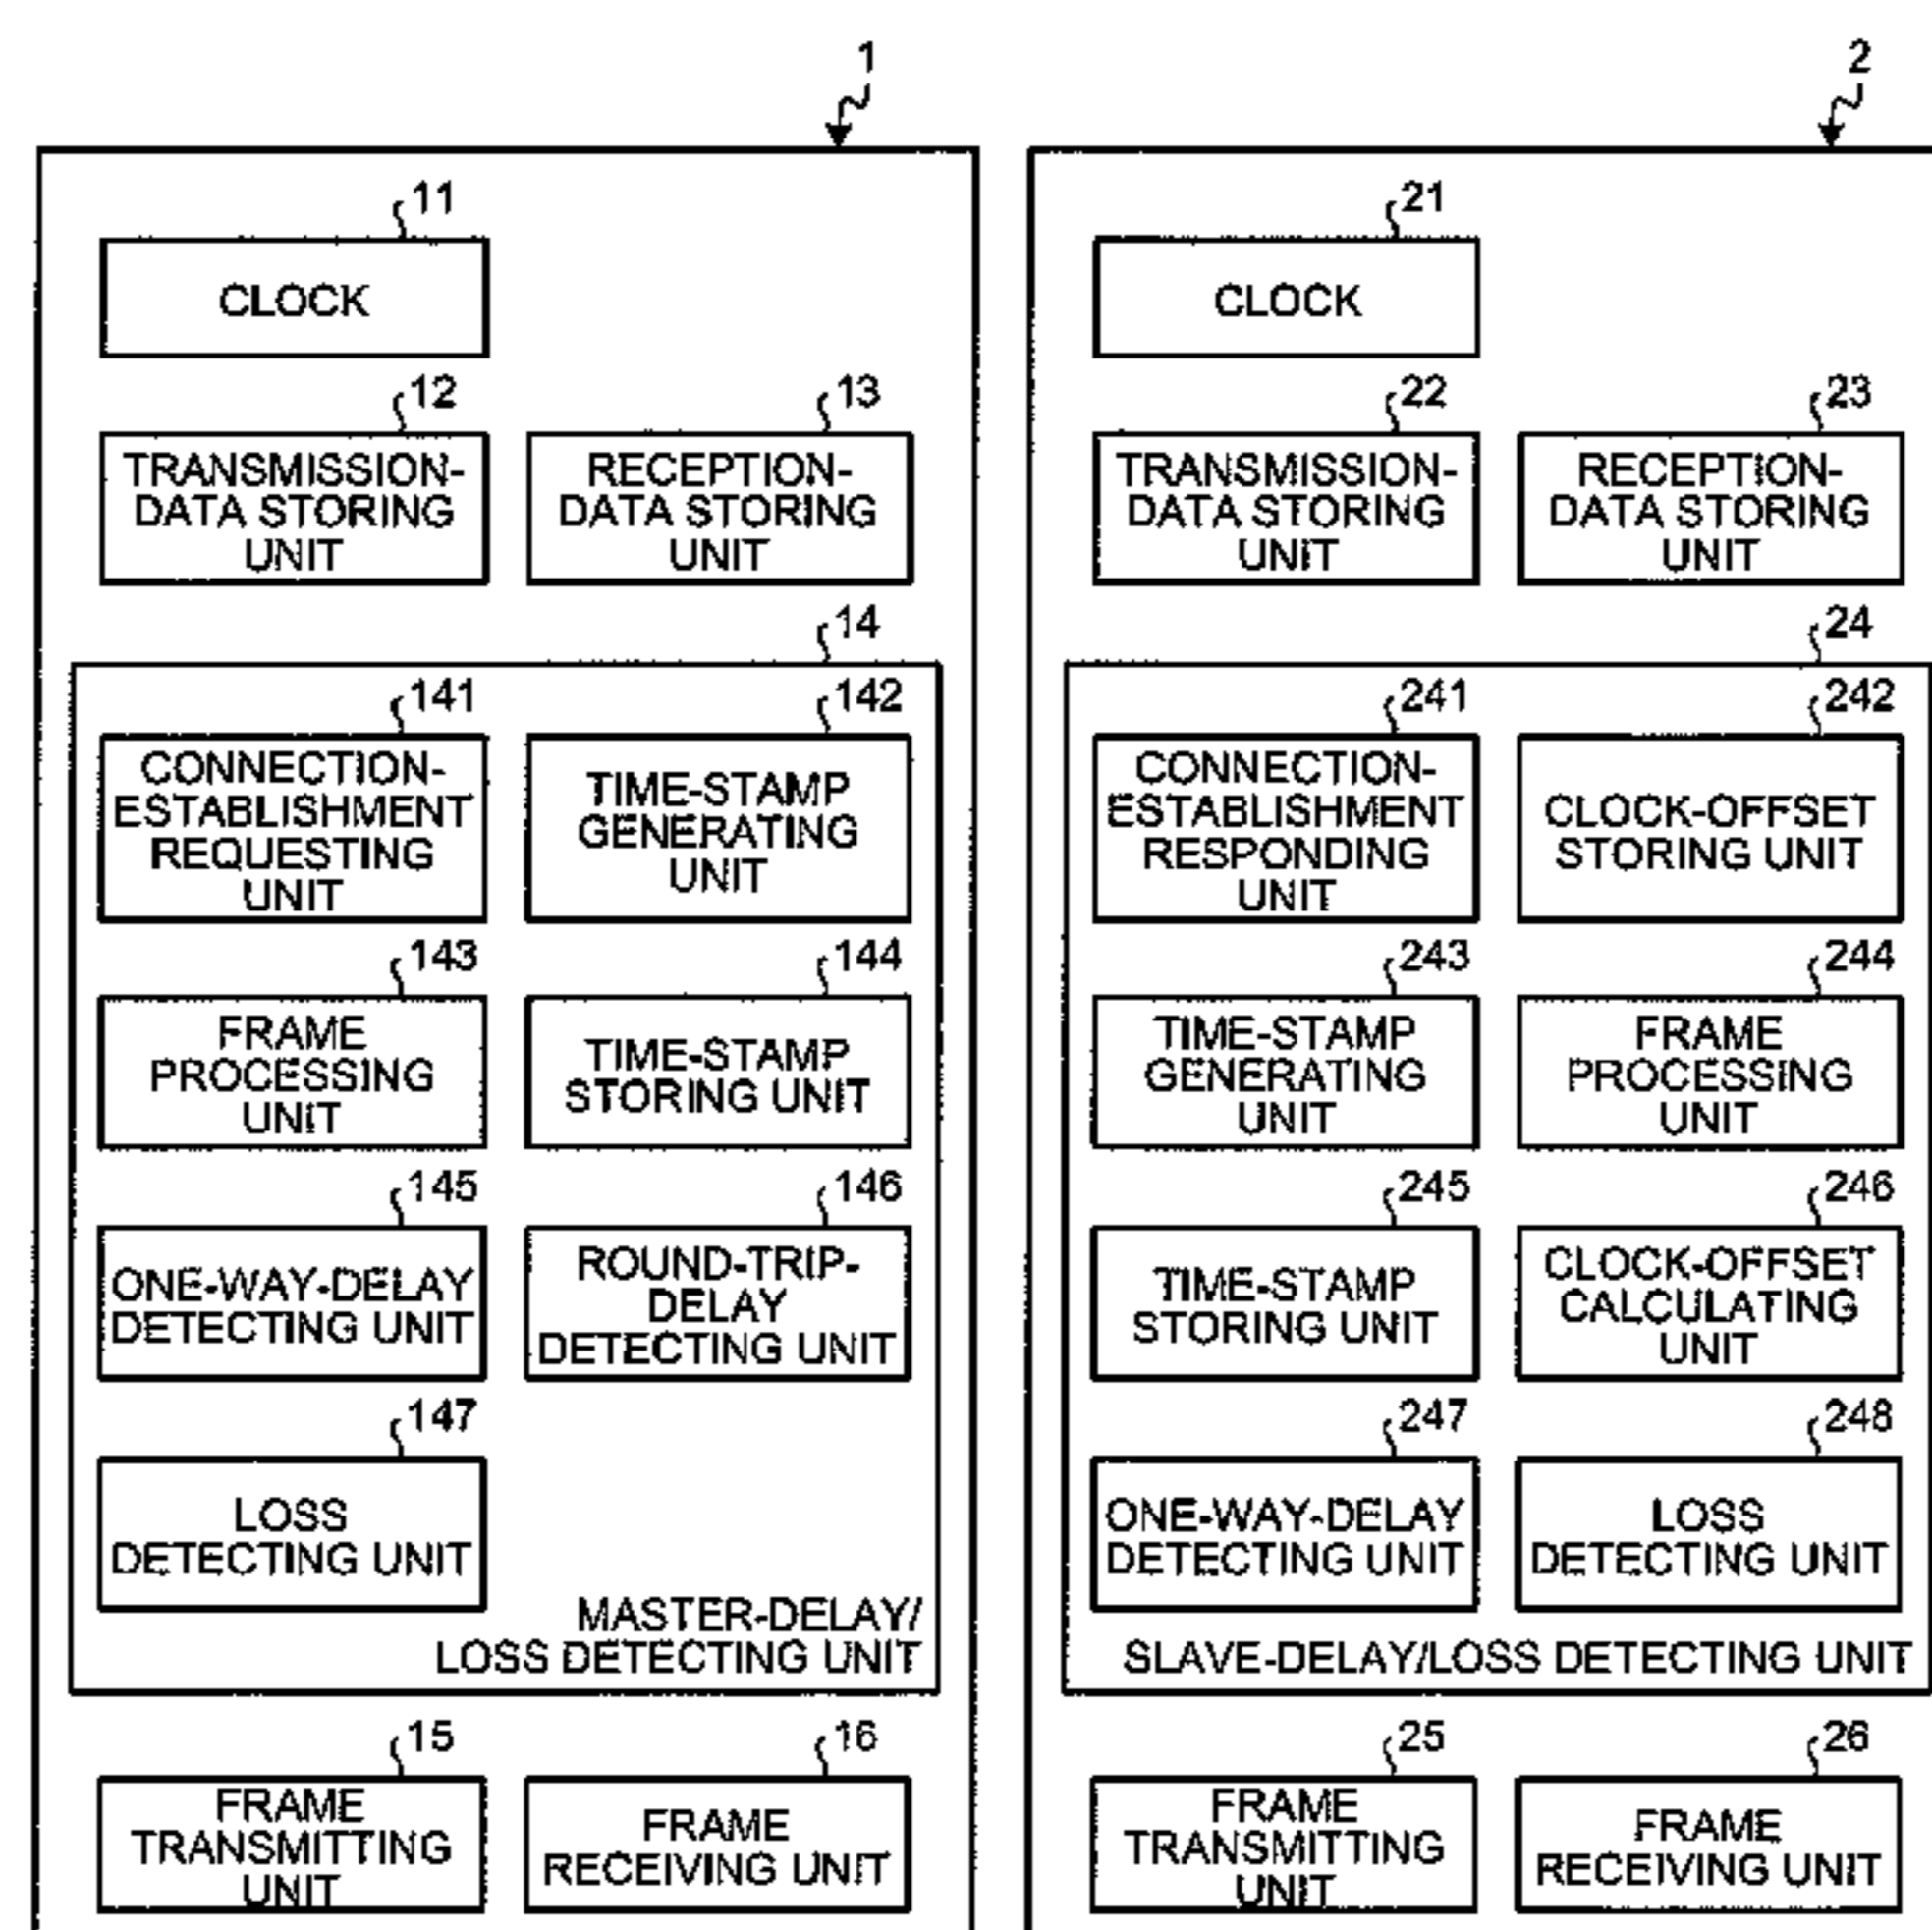 1
11
CLOCK
12
TRANSMISSION-
DATA STORING
UNIT
13
RECEPTION-
DATA STORING
UNIT
14
141
CONNECTION-
ESTABLISHMENT
REQUESTING
UNIT
142
TIME-STAMP
GENERATING
UNIT
143
FRAME
PROCESSING
UNIT
144
TIME-STAMP
STORING UNIT
145
ONE-WAY-DELAY
DETECTING UNIT
146
ROUND-TRIP-
DELAY
DETECTING UNIT
147
LOSS
DETECTING UNIT
MASTER-DELAY/
LOSS DETECTING UNIT
15
FRAME
TRANSMITTING
UNIT
16
FRAME
RECEIVING UNIT
2
21
CLOCK
22
TRANSMISSION-
DATA STORING
UNIT
23
RECEPTION-
DATA STORING
UNIT
24
241
CONNECTION-
ESTABLISHMENT
RESPONDING
UNIT
242
CLOCK-OFFSET
STORING UNIT
243
TIME-STAMP
GENERATING
UNIT
244
FRAME
PROCESSING
UNIT
245
TIME-STAMP
STORING UNIT
246
CLOCK-OFFSET
CALCULATING
UNIT
247
ONE-WAY-DELAY
DETECTING UNIT
248
LOSS
DETECTING UNIT
SLAVE-DELAY/LOSS DETECTING UNIT
25
FRAME
TRANSMITTING
UNIT
26
FRAME
RECEIVING UNIT